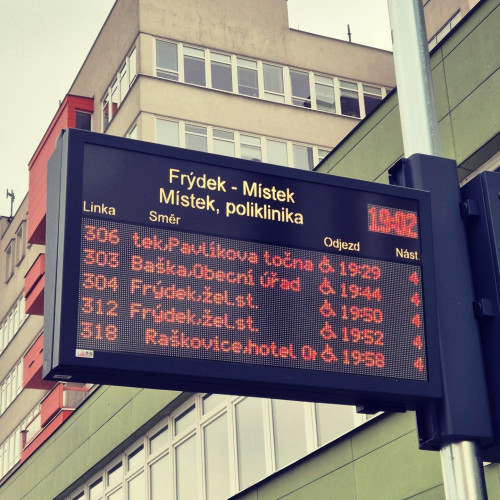 Frýdek - Místek
Místek, poliklinika
19:02
Linka Směr Odjezd Nást.
306 tek,Pavlíkova točna 19:29 4
303 Baška,Obecní úřad 19:44 4
304 Frýdek,žel.st. 19:50 4
312 Frýdek,žel.st. 19:52 4
318 Raškovice,hotel On 19:58 4